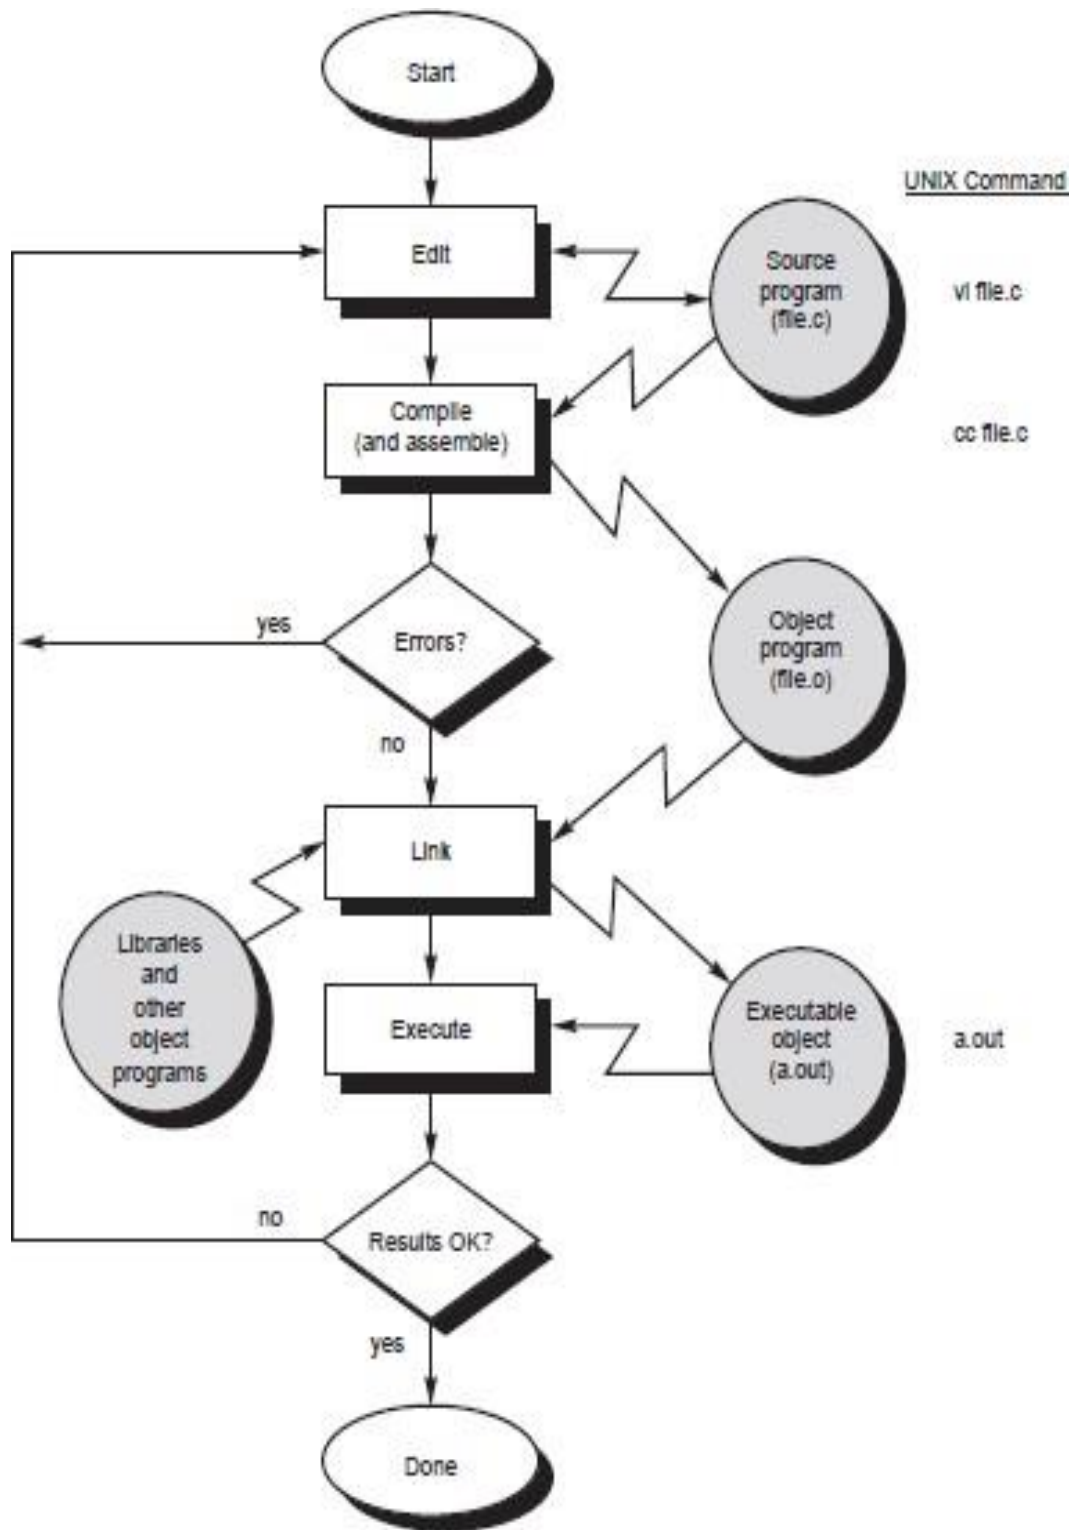 Start
UNIX Command
Edit
Source
program
(file.c)
vi file.c
Compile
(and assemble)
cc file.c
yes
Errors?
Object
program
(file.o)
no
Link
Libraries
and
other
object
programs
Execute
Executable
object
(a.out)
a.out
no
Results OK?
yes
Done